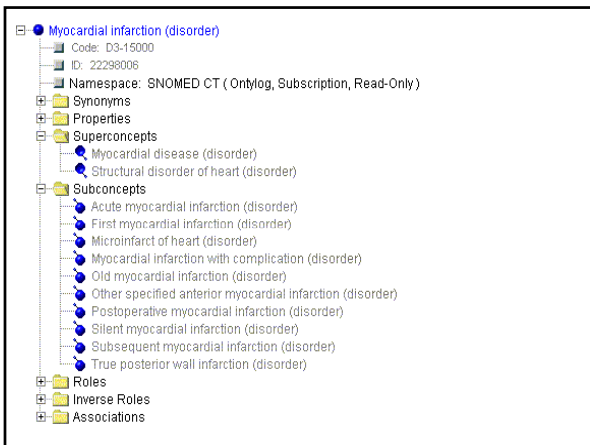 Myocardial infarction (disorder)
Code: D3-15000
ID: 22298006
Namespace: SNOMED CT ( Ontylog, Subscription, Read-Only )
Synonyms
Properties
Superconcepts
Myocardial disease (disorder)
Structural disorder of heart (disorder)
Subconcepts
Acute myocardial infarction (disorder)
First myocardial infarction (disorder)
Microinfarct of heart (disorder)
Myocardial infarction with complication (disorder)
Old myocardial infarction (disorder)
Other specified anterior myocardial infarction (disorder)
Postoperative myocardial infarction (disorder)
Silent myocardial infarction (disorder)
Subsequent myocardial infarction (disorder)
True posterior wall infarction (disorder)
Roles
Inverse Roles
Associations